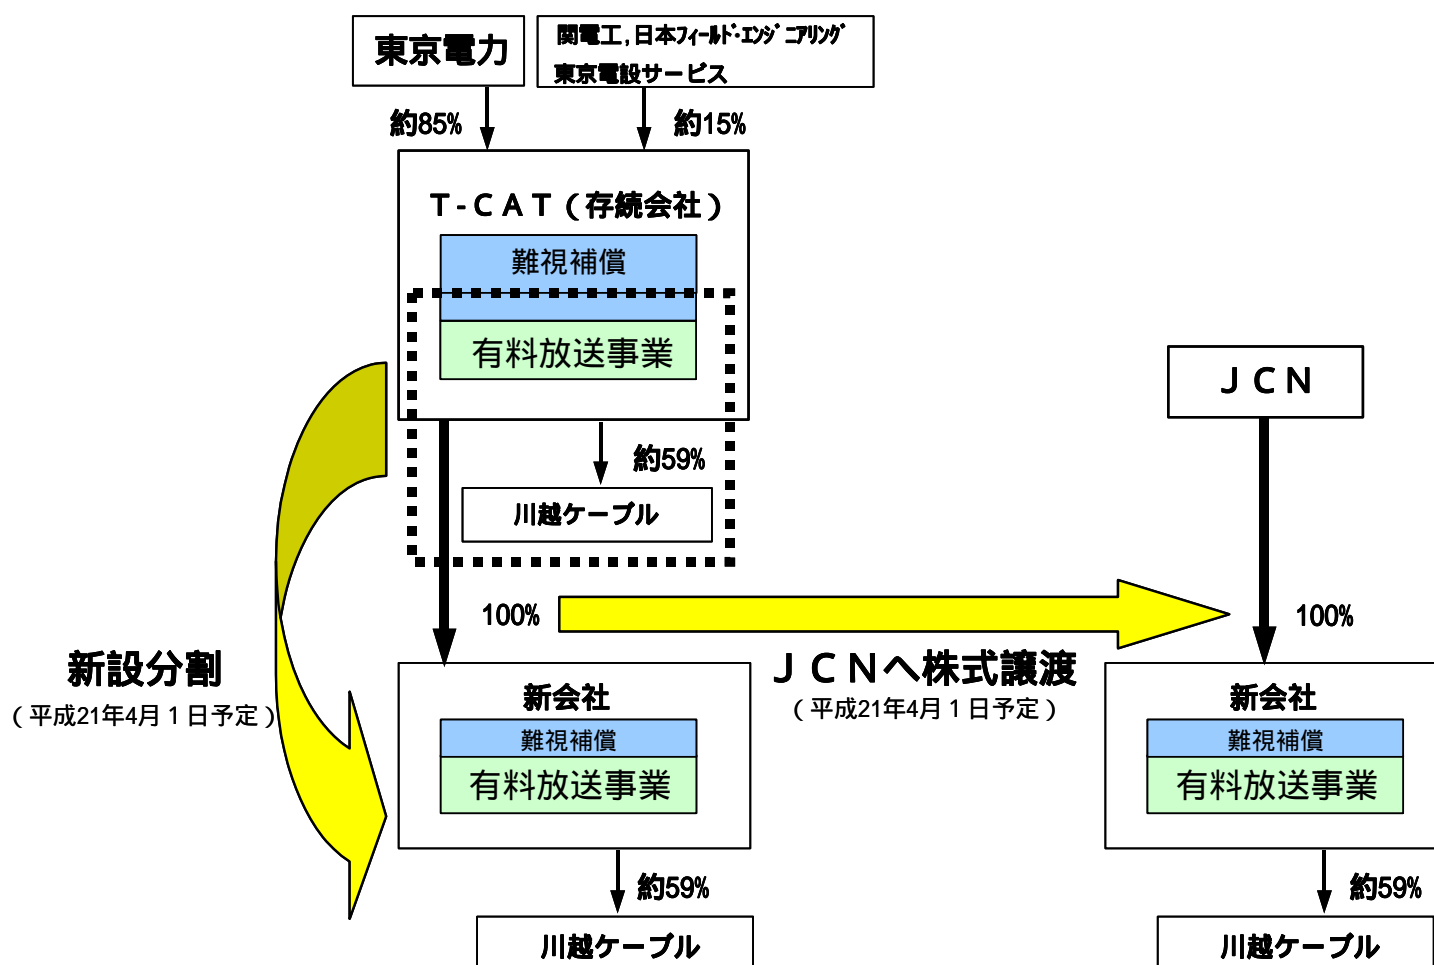 東京電力
関電工,日本フィールド・エンジニアリング
東京電設サービス
約85%
約15%
T-CAT(存続会社)
難視補償
有料放送事業
JCN
約59%
川越ケーブル
100%
100%
新設分割
(平成21年4月1日予定)
JCNへ株式譲渡
(平成21年4月1日予定)
新会社
難視補償
有料放送事業
新会社
難視補償
有料放送事業
約59%
約59%
川越ケーブル
川越ケーブル